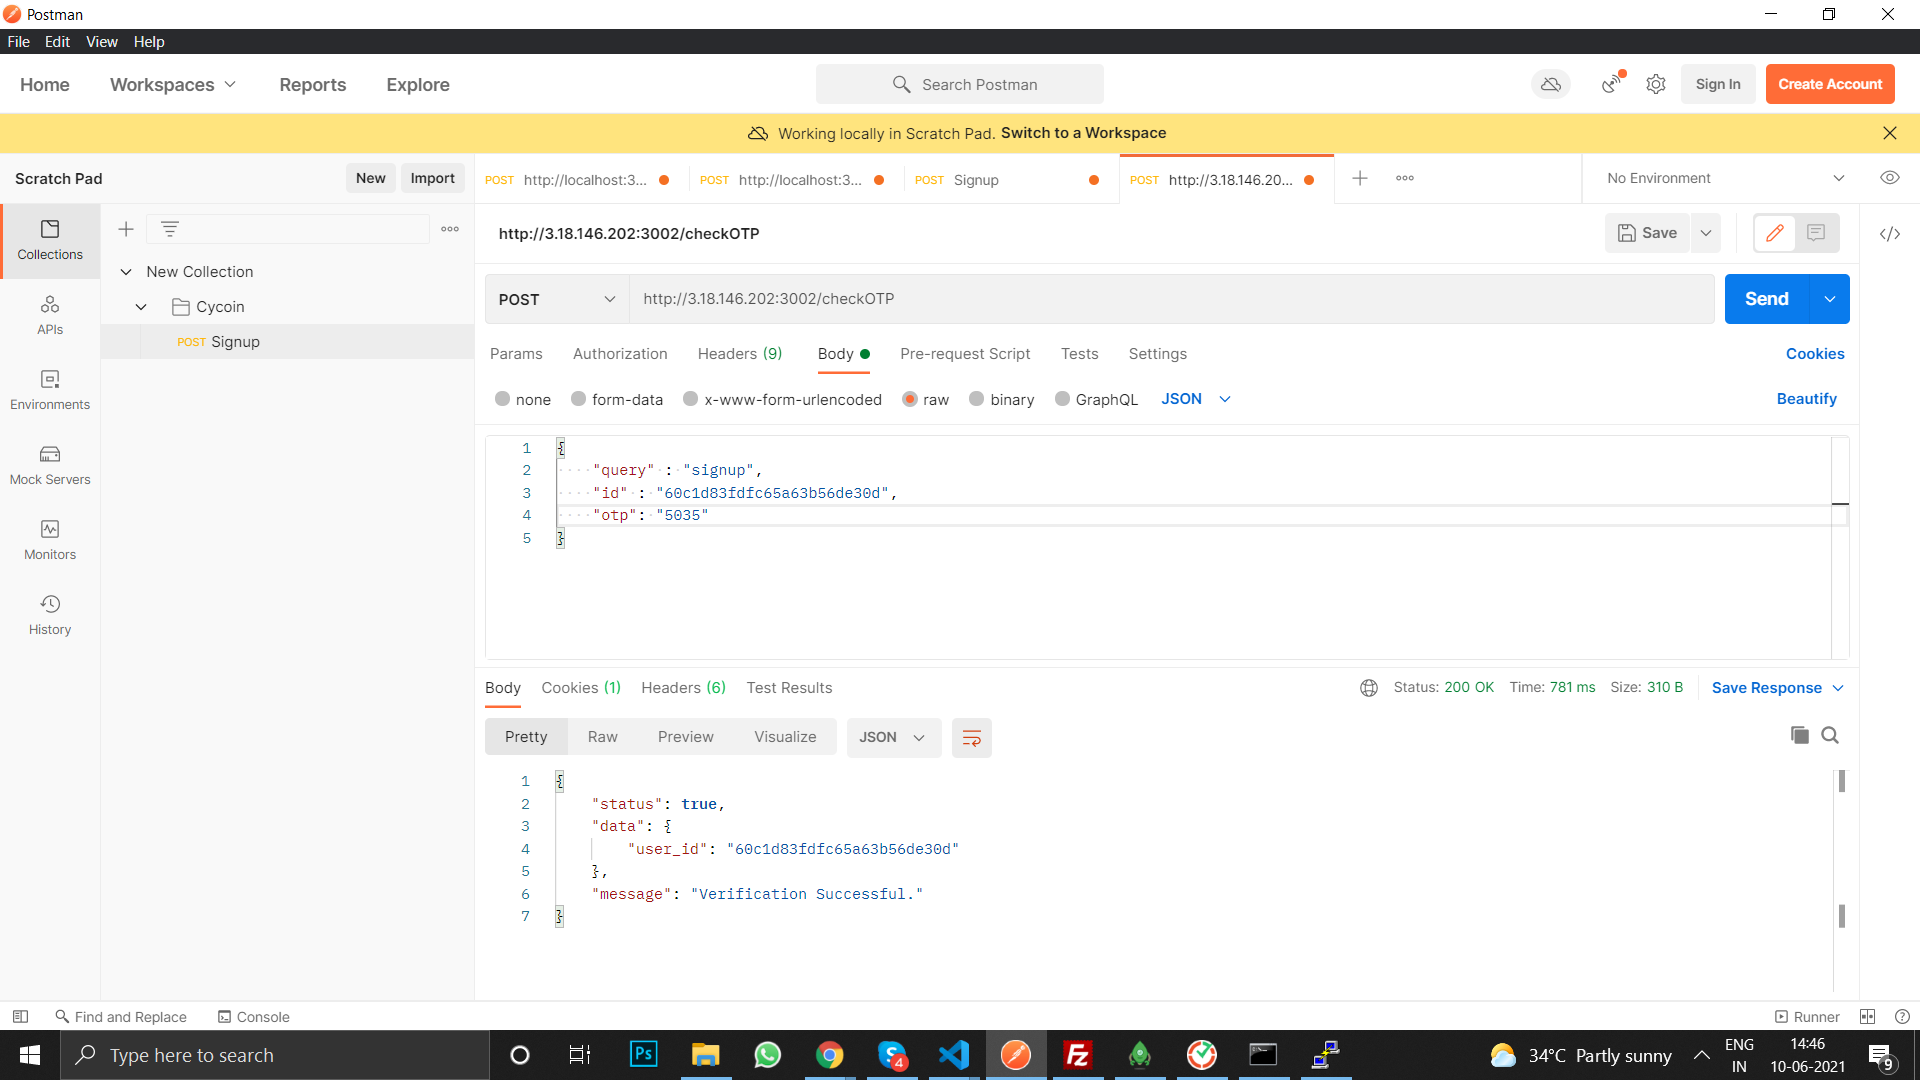 Postman
File Edit View Help
Home Workspaces Reports Explore Search Postman Sign In Create Account
Working locally in Scratch Pad. Switch to a Workspace
Scratch Pad New Import POST http://localhost:3... POST http://localhost:3... POST Signup POST http://3.18.146.20... No Environment
Collections
New Collection
Cycoin
POST Signup
APIs
Environments
Mock Servers
Monitors
History
http://3.18.146.202:3002/checkOTP Save
POST http://3.18.146.202:3002/checkOTP Send
Params Authorization Headers (9) Body Pre-request Script Tests Settings Cookies
none form-data x-www-form-urlencoded raw binary GraphQL JSON Beautify
1 {
2 "query" : "signup",
3 "id" : "60c1d83fdfc65a63b56de30d",
4 "otp": "5035"
5 }
Body Cookies (1) Headers (6) Test Results Status: 200 OK Time: 781 ms Size: 310 B Save Response
Pretty Raw Preview Visualize JSON
1 {
2 "status": true,
3 "data": {
4 "user_id": "60c1d83fdfc65a63b56de30d"
5 },
6 "message": "Verification Successful."
7 }
Find and Replace Console Runner
Type here to search Ps 4 Fz 34°C Partly sunny ENG IN 14:46 10-06-2021 9